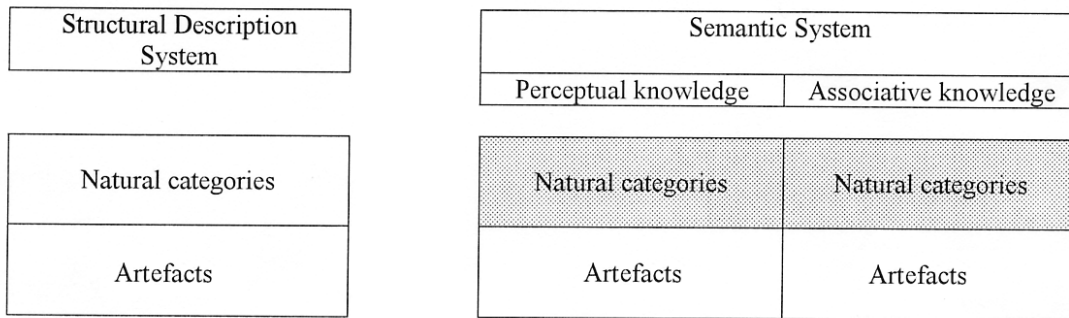 Structural Description
System
Semantic System
Perceptual knowledge
Associative knowledge
Natural categories
Artefacts
Natural categories
Natural categories
Artefacts
Artefacts